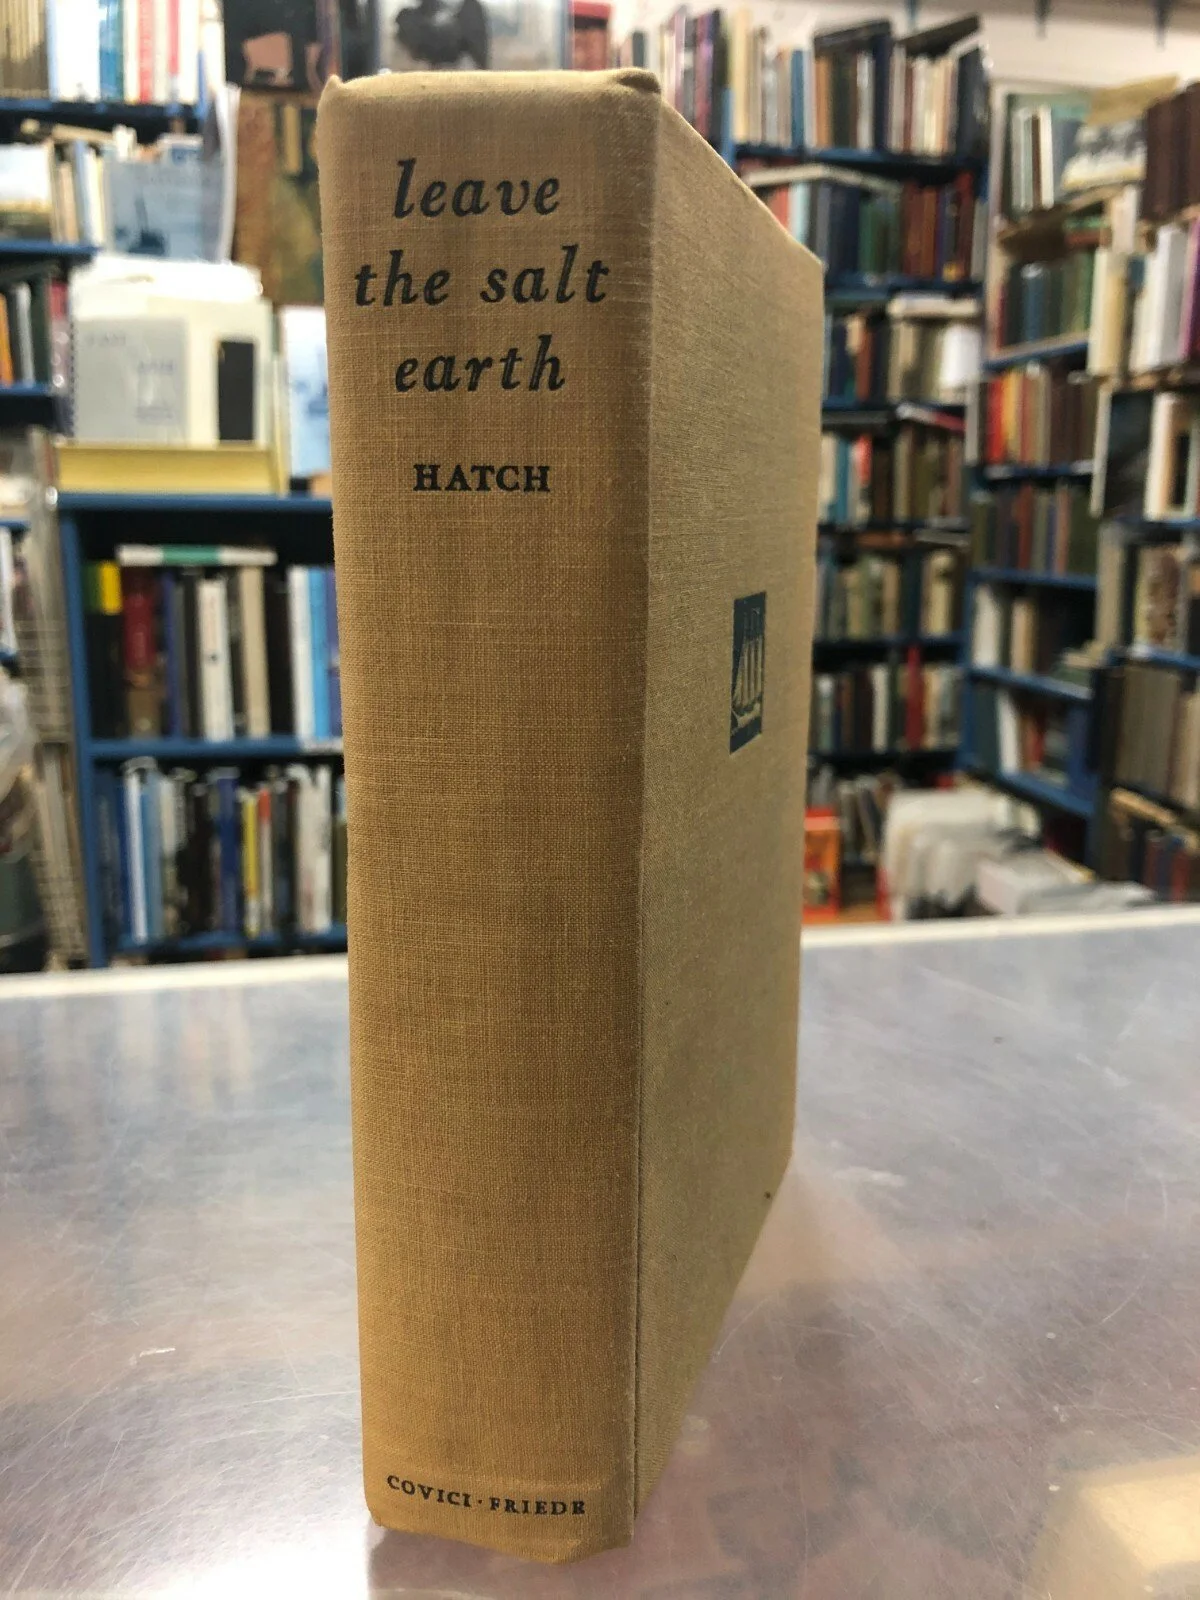 leave
the salt
earth
HATCH
COVICI · FRIEDE